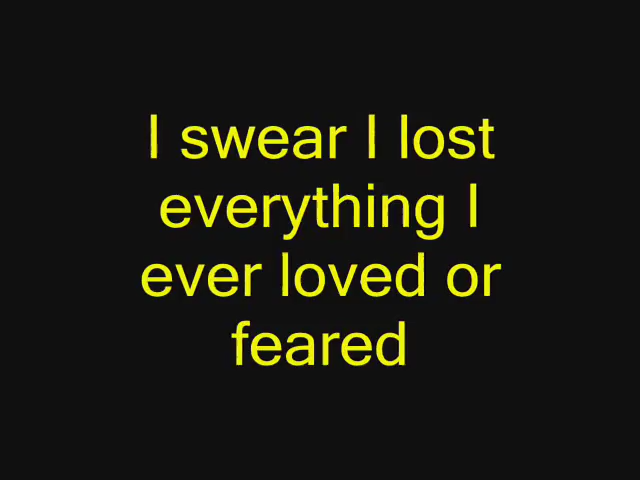 I swear I lost
everything I
ever loved or
feared